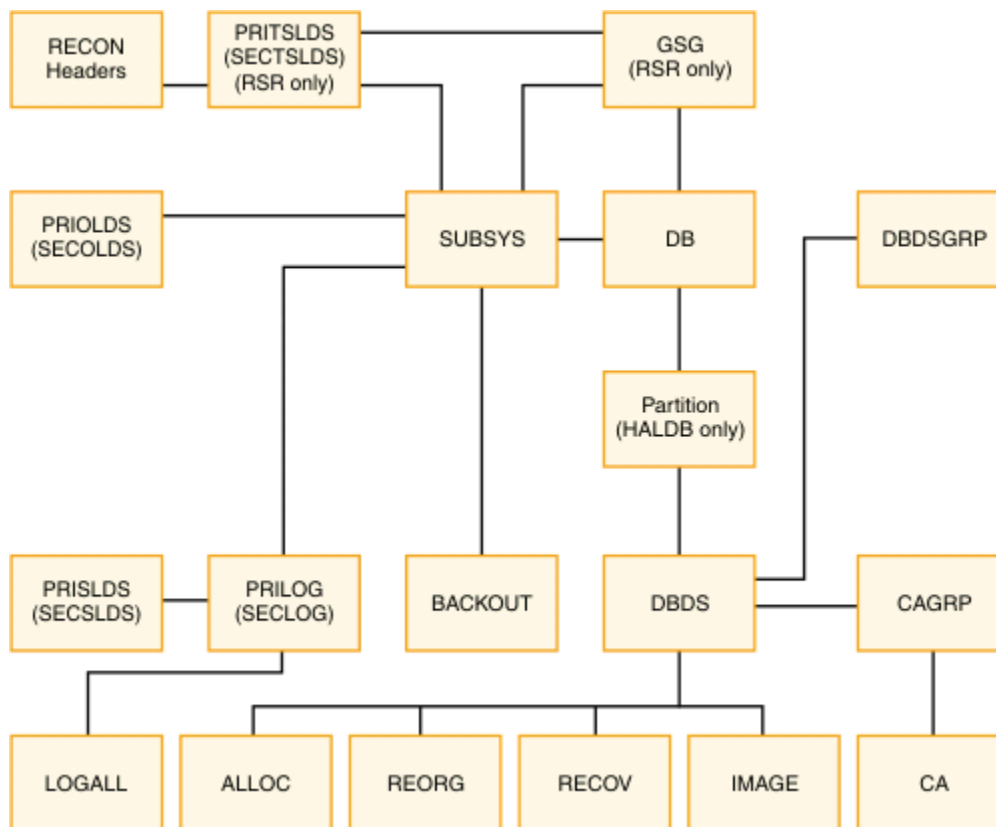 RECON
Headers
PRITSLDS
(SECTSLDS)
(RSR only)
GSG
(RSR only)
PRIOLDS
(SECOLDS)
SUBSYS
DB
DBDSGRP
Partition
(HALDB only)
PRISLDS
(SECSLDS)
PRILOG
(SECLOG)
BACKOUT
DBDS
CAGRP
LOGALL
ALLOC
REORG
RECOV
IMAGE
CA